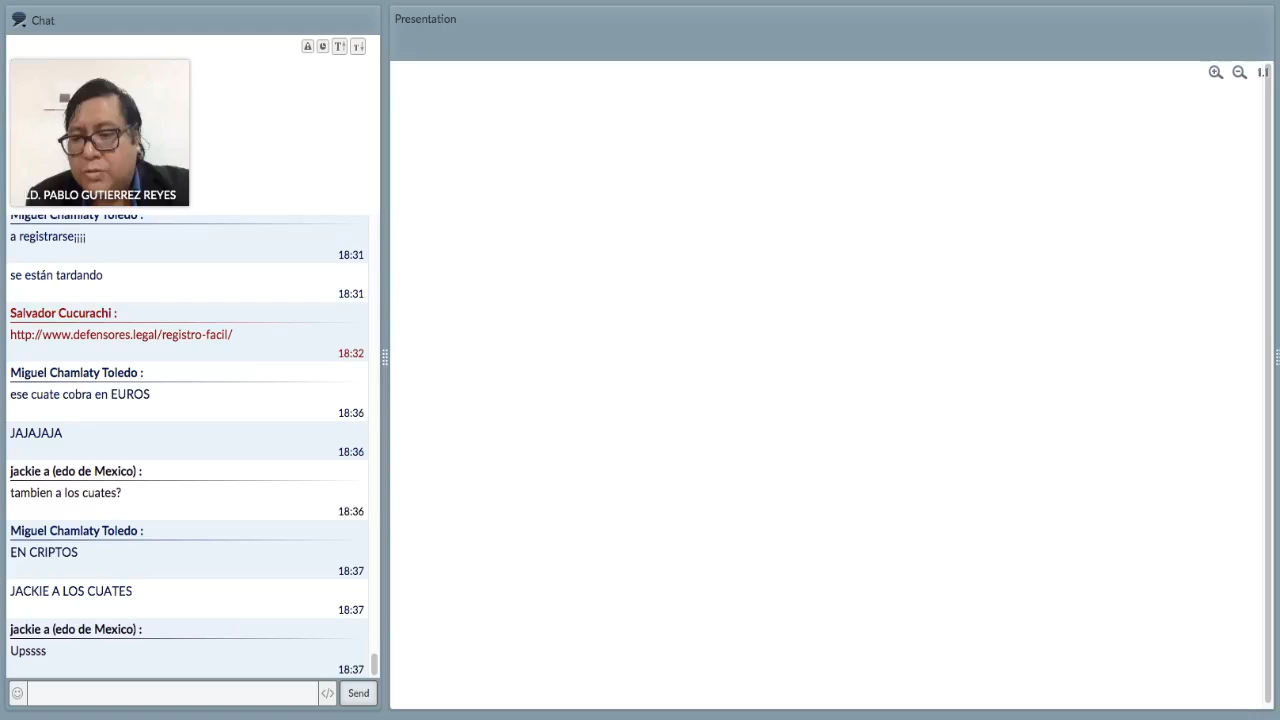 Chat
Presentation
.D. PABLO GUTIERREZ REYES
Miguel Chamlaty Toledo :
a registrarse¡¡¡¡
18:31
se están tardando
18:31
Salvador Cucurachi :
http://www.defensores.legal/registro-facil/
18:32
Miguel Chamlaty Toledo :
ese cuate cobra en EUROS
18:36
JAJAJAJA
18:36
jackie a (edo de Mexico) :
tambien a los cuates?
18:36
Miguel Chamlaty Toledo :
EN CRIPTOS
18:37
JACKIE A LOS CUATES
18:37
jackie a (edo de Mexico) :
Upssss
18:37
Send